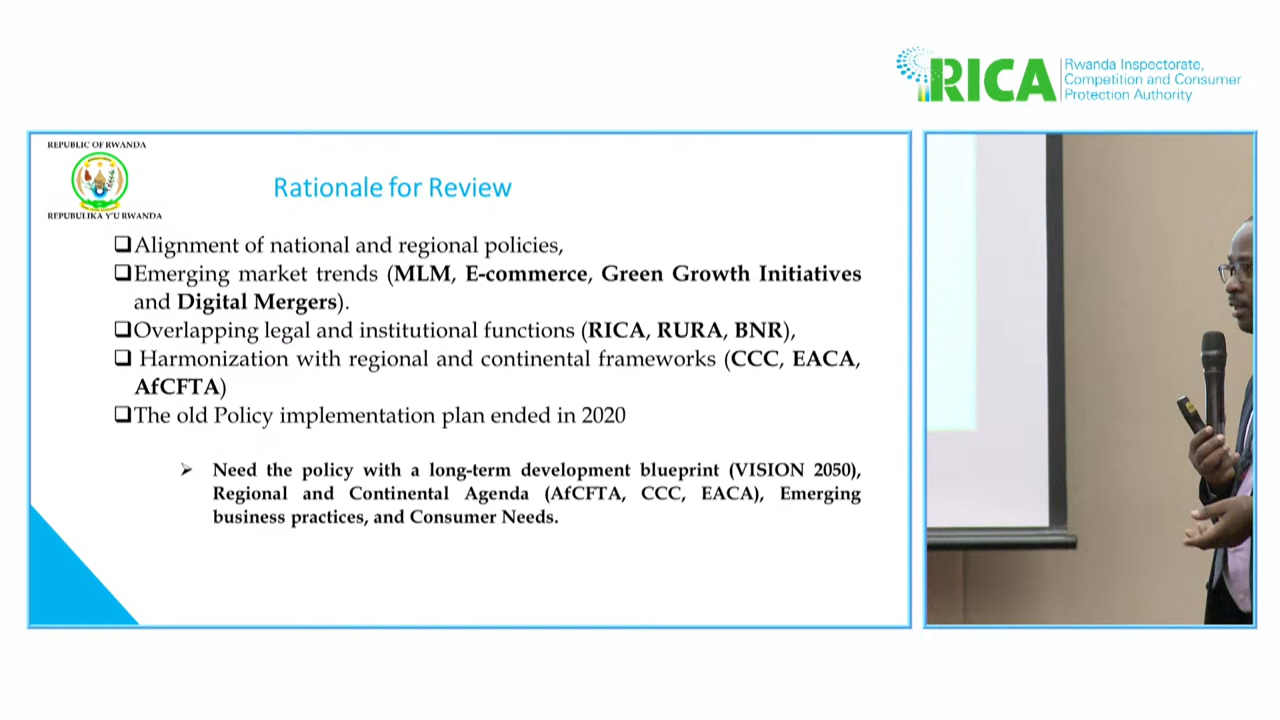 RICA
Rwanda Inspectorate,
Competition and Consumer
Protection Authority
REPUBLIC OF RWANDA
REPUBULIKA Y'U RWANDA
Rationale for Review
❑Alignment of national and regional policies,
❑Emerging market trends (MLM, E-commerce, Green Growth Initiatives
and Digital Mergers).
❑Overlapping legal and institutional functions (RICA, RURA, BNR),
❑ Harmonization with regional and continental frameworks (CCC, EACA,
AfCFTA)
❑The old Policy implementation plan ended in 2020
➢ Need the policy with a long-term development blueprint (VISION 2050),
Regional and Continental Agenda (AfCFTA, CCC, EACA), Emerging
business practices, and Consumer Needs.